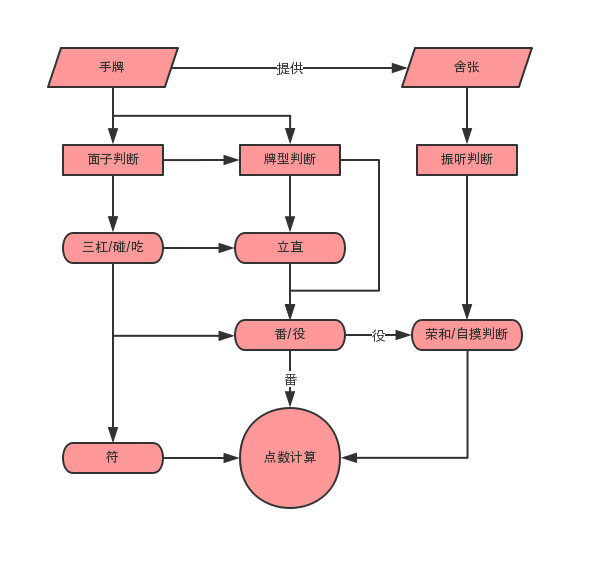 手牌
提供
舍张
面子判断
牌型判断
振听判断
三杠/碰/吃
立直
番/役
役
荣和/自摸判断
番
符
点数计算